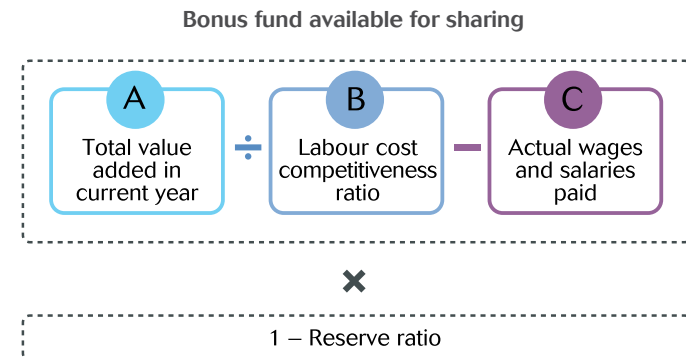 Bonus fund available for sharing
A
Total value
added in
current year
÷
B
Labour cost
competitiveness
ratio
–
C
Actual wages
and salaries
paid
×
1 – Reserve ratio